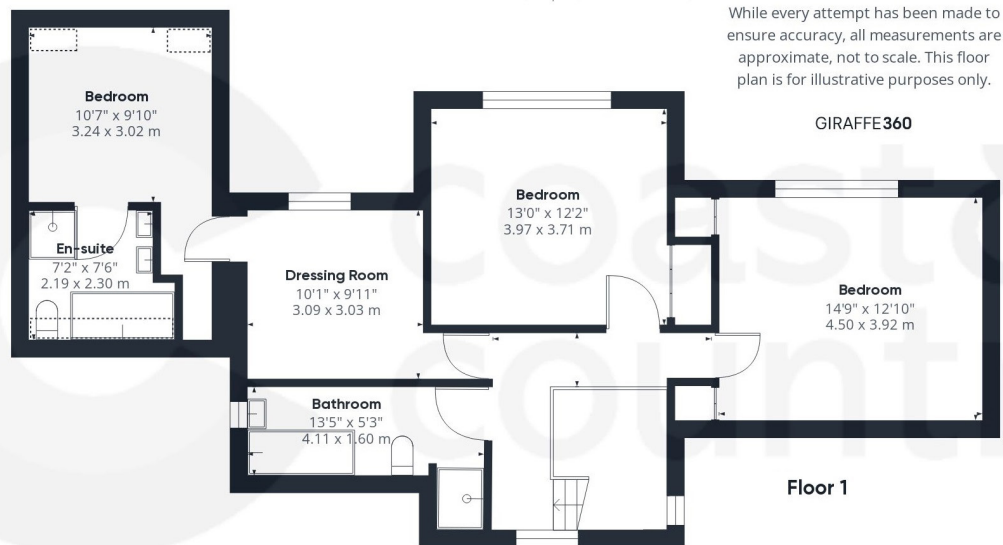 While every attempt has been made to
ensure accuracy, all measurements are
approximate, not to scale. This floor
plan is for illustrative purposes only.
GIRAFFE360
Bedroom
10'7" x 9'10"
3.24 x 3.02 m
En-suite
7'2" x 7'6"
2.19 x 2.30 m
Dressing Room
10'1" x 9'11"
3.09 x 3.03 m
Bedroom
13'0" x 12'2"
3.97 x 3.71 m
Bedroom
14'9" x 12'10"
4.50 x 3.92 m
Bathroom
13'5" x 5'3"
4.11 x 1.60 m
Floor 1